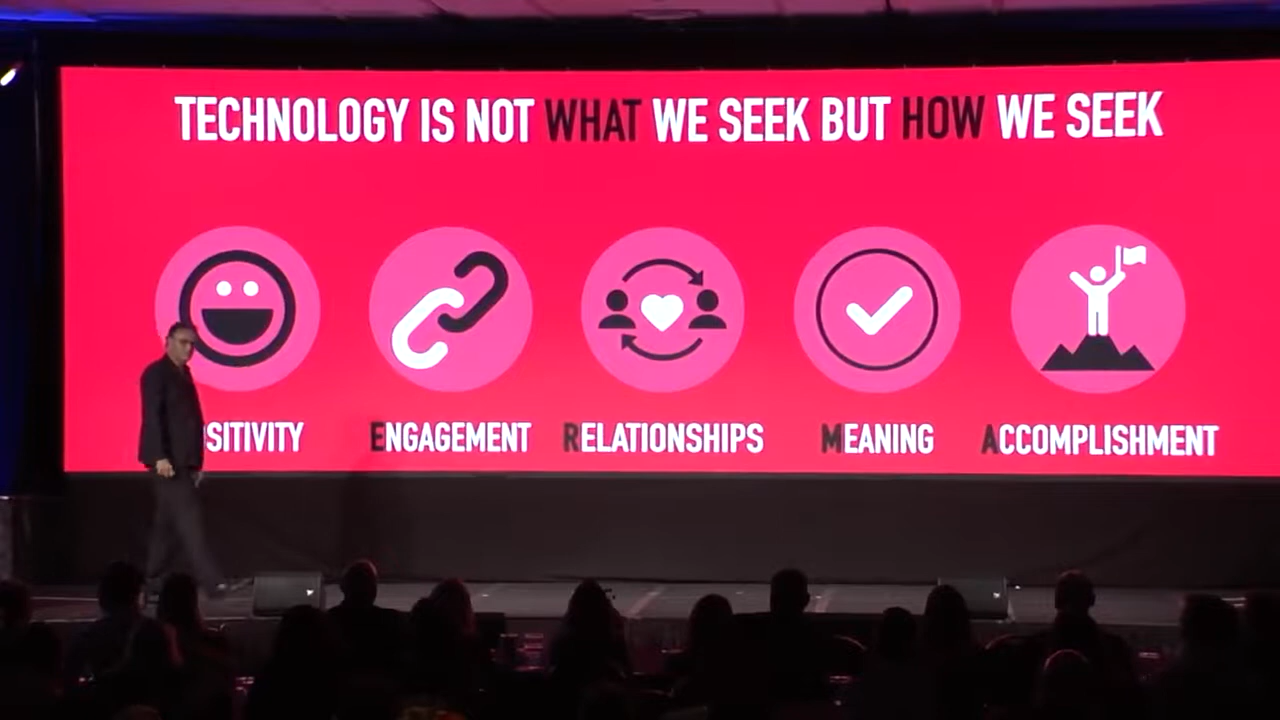 TECHNOLOGY IS NOT WHAT WE SEEK BUT HOW WE SEEK
SITIVITY ENGAGEMENT RELATIONSHIPS MEANING ACCOMPLISHMENT